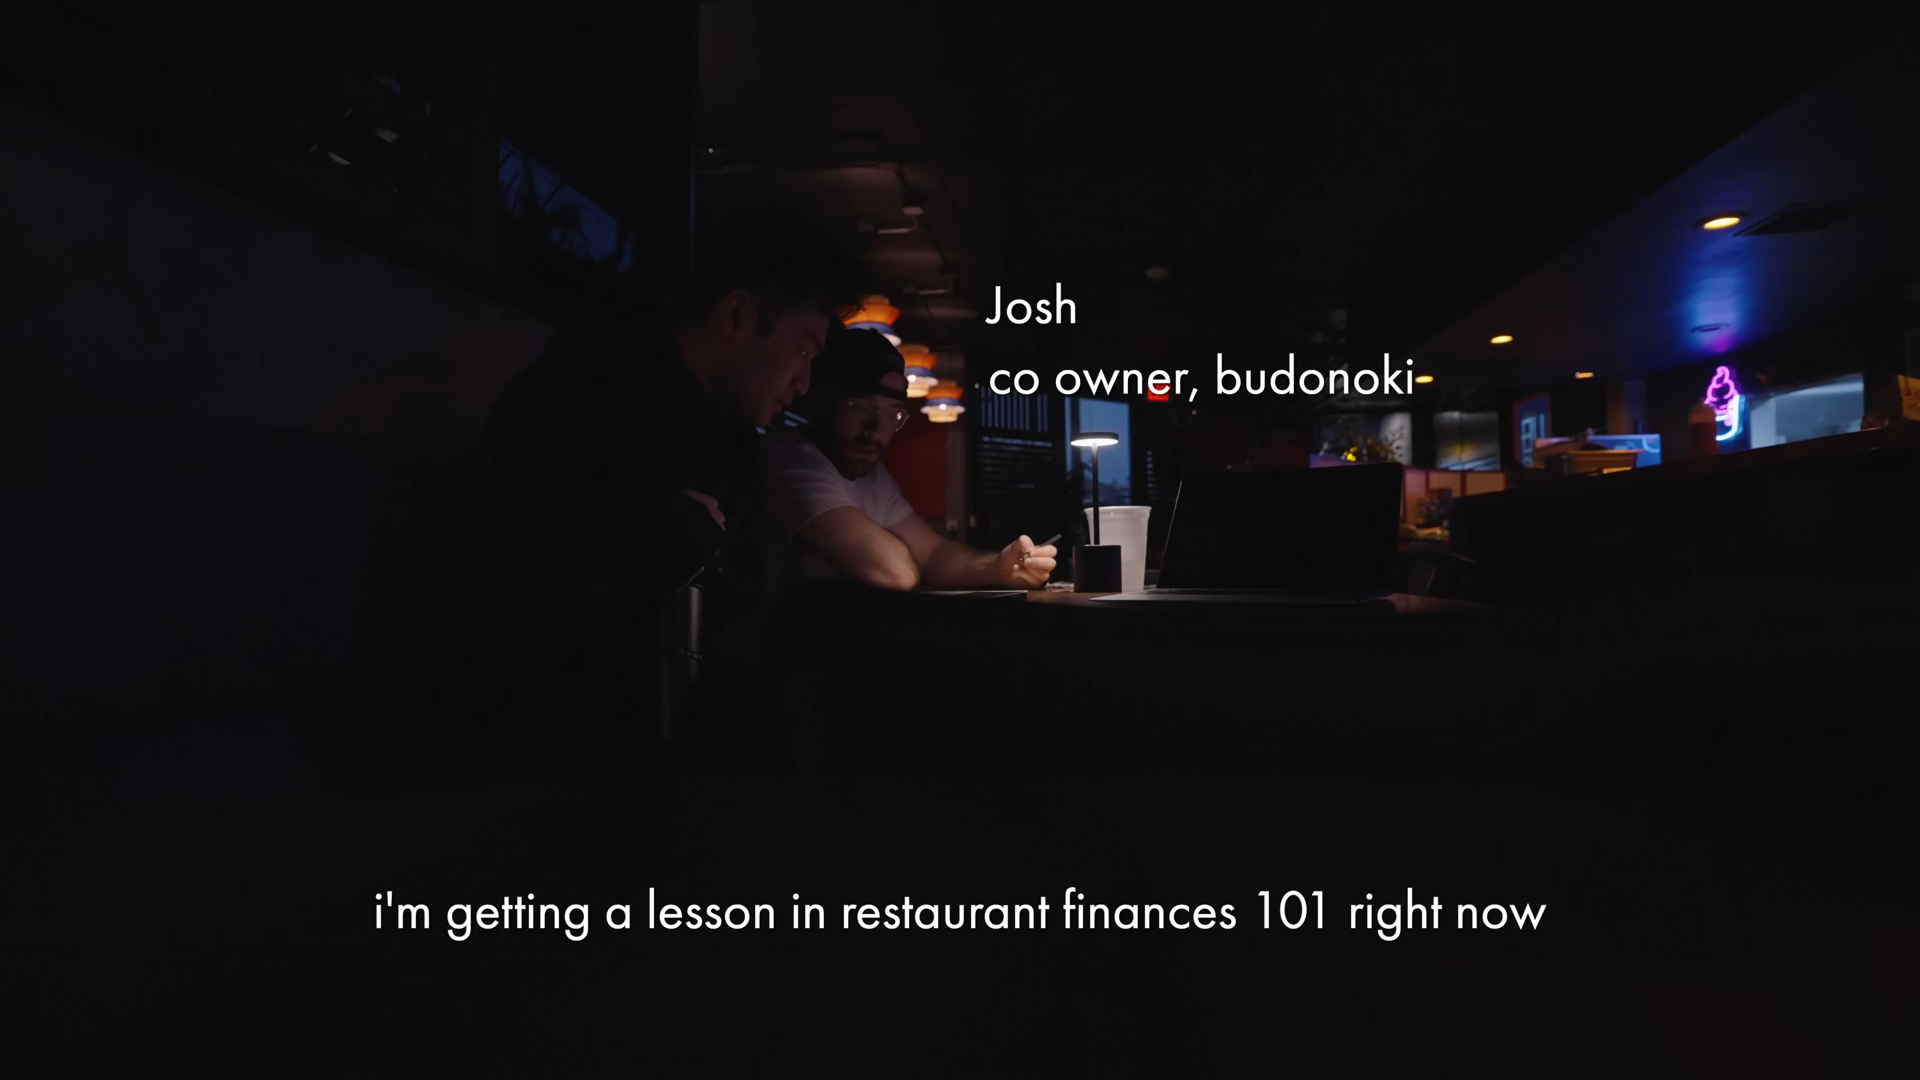 Josh
co owner, budonoki
i'm getting a lesson in restaurant finances 101 right now